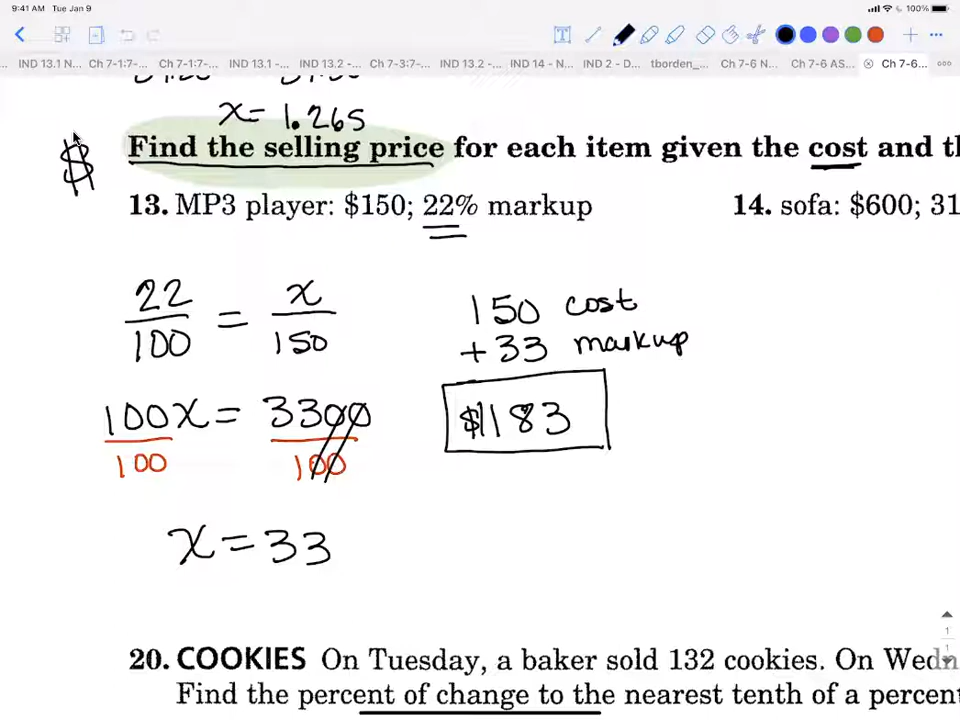 9:41 AM Tue Jan 9
100%
IND 13.1 N... Ch 7-1:7-... Ch 7-1:7-... IND 13.1 -... IND 13.2 -... Ch 7-3:7-... IND 13.2 -... IND 14 - N... IND 2 - D... tborden_... Ch 7-6 N... Ch 7-6 AS... Ch 7-6...
x = 1.265
$ Find the selling price for each item given the cost and th
13. MP3 player: $150; 22% markup 14. sofa: $600; 31
22/100 = x/150
150 cost
+33 markup
$183
100x = 3300
100 100
x = 33
20. COOKIES On Tuesday, a baker sold 132 cookies. On Wedn
Find the percent of change to the nearest tenth of a percent